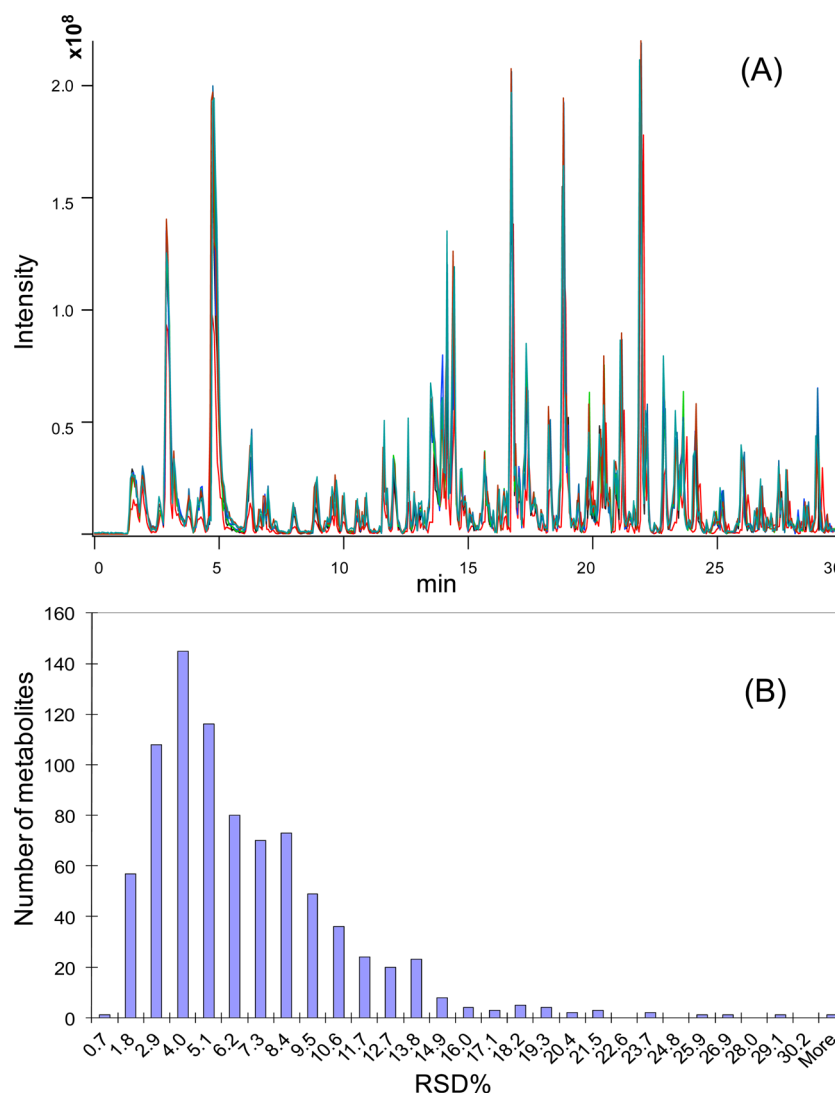 x10⁸
(A)
2.0
1.5
1.0
0.5
Intensity
0 5 10 15 20 25 30
min
(B)
160
140
120
100
80
60
40
20
0
Number of metabolites
0.7 1.8 2.9 4.0 5.1 6.2 7.3 8.4 9.5 10.6 11.7 12.7 13.8 14.9 16.0 17.1 18.2 19.3 20.4 21.5 22.6 23.7 24.8 25.9 26.9 28.0 29.1 30.2 More
RSD%